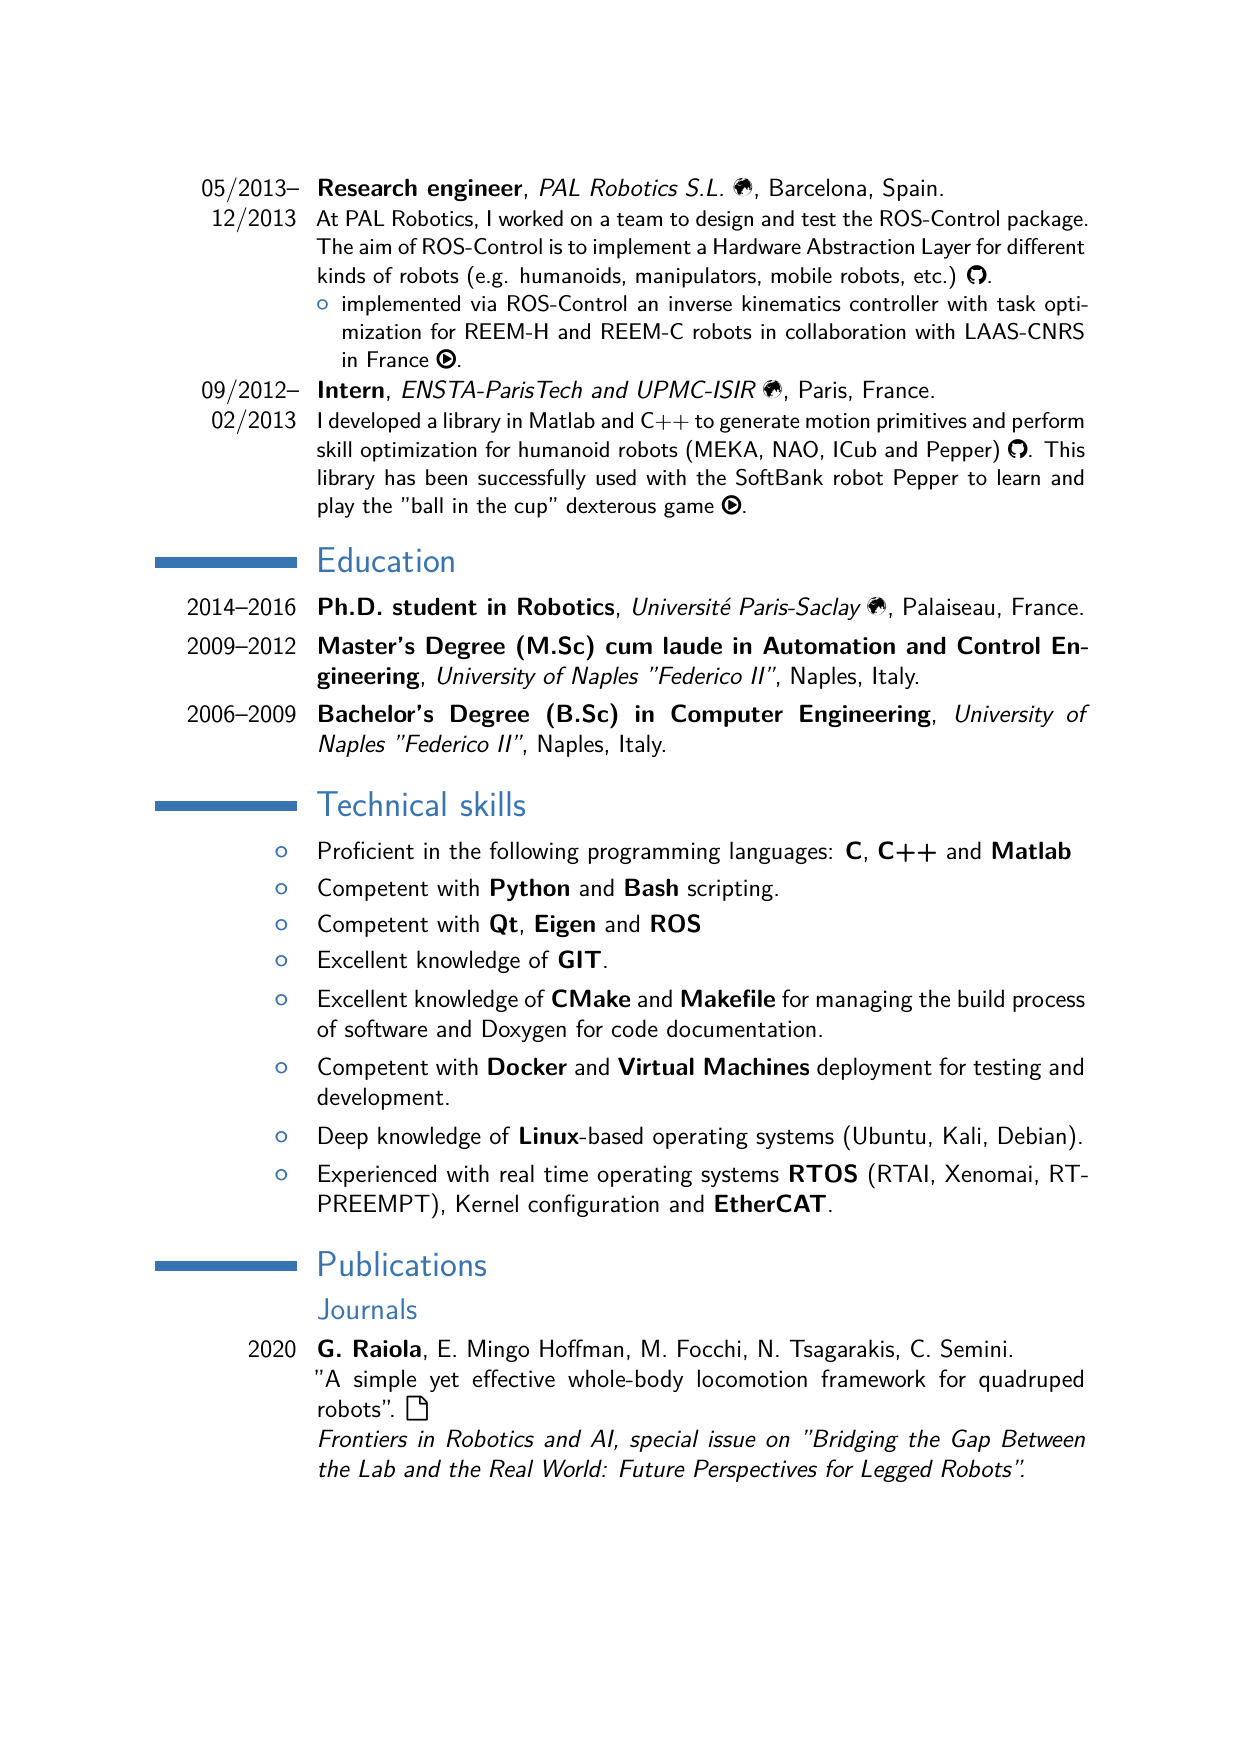 05/2013– Research engineer, PAL Robotics S.L. , Barcelona, Spain.
12/2013 At PAL Robotics, I worked on a team to design and test the ROS-Control package.
The aim of ROS-Control is to implement a Hardware Abstraction Layer for different
kinds of robots (e.g. humanoids, manipulators, mobile robots, etc.) .
implemented via ROS-Control an inverse kinematics controller with task opti-
mization for REEM-H and REEM-C robots in collaboration with LAAS-CNRS
in France .
09/2012– Intern, ENSTA-ParisTech and UPMC-ISIR , Paris, France.
02/2013 I developed a library in Matlab and C++ to generate motion primitives and perform
skill optimization for humanoid robots (MEKA, NAO, ICub and Pepper) . This
library has been successfully used with the SoftBank robot Pepper to learn and
play the ”ball in the cup” dexterous game .
Education
2014–2016 Ph.D. student in Robotics, Université Paris-Saclay , Palaiseau, France.
2009–2012 Master’s Degree (M.Sc) cum laude in Automation and Control En-
gineering, University of Naples ”Federico II”, Naples, Italy.
2006–2009 Bachelor’s Degree (B.Sc) in Computer Engineering, University of
Naples ”Federico II”, Naples, Italy.
Technical skills
Proficient in the following programming languages: C, C++ and Matlab
Competent with Python and Bash scripting.
Competent with Qt, Eigen and ROS
Excellent knowledge of GIT.
Excellent knowledge of CMake and Makefile for managing the build process
of software and Doxygen for code documentation.
Competent with Docker and Virtual Machines deployment for testing and
development.
Deep knowledge of Linux-based operating systems (Ubuntu, Kali, Debian).
Experienced with real time operating systems RTOS (RTAI, Xenomai, RT-
PREEMPT), Kernel configuration and EtherCAT.
Publications
Journals
2020 G. Raiola, E. Mingo Hoffman, M. Focchi, N. Tsagarakis, C. Semini.
”A simple yet effective whole-body locomotion framework for quadruped
robots”.
Frontiers in Robotics and AI, special issue on ”Bridging the Gap Between
the Lab and the Real World: Future Perspectives for Legged Robots”.